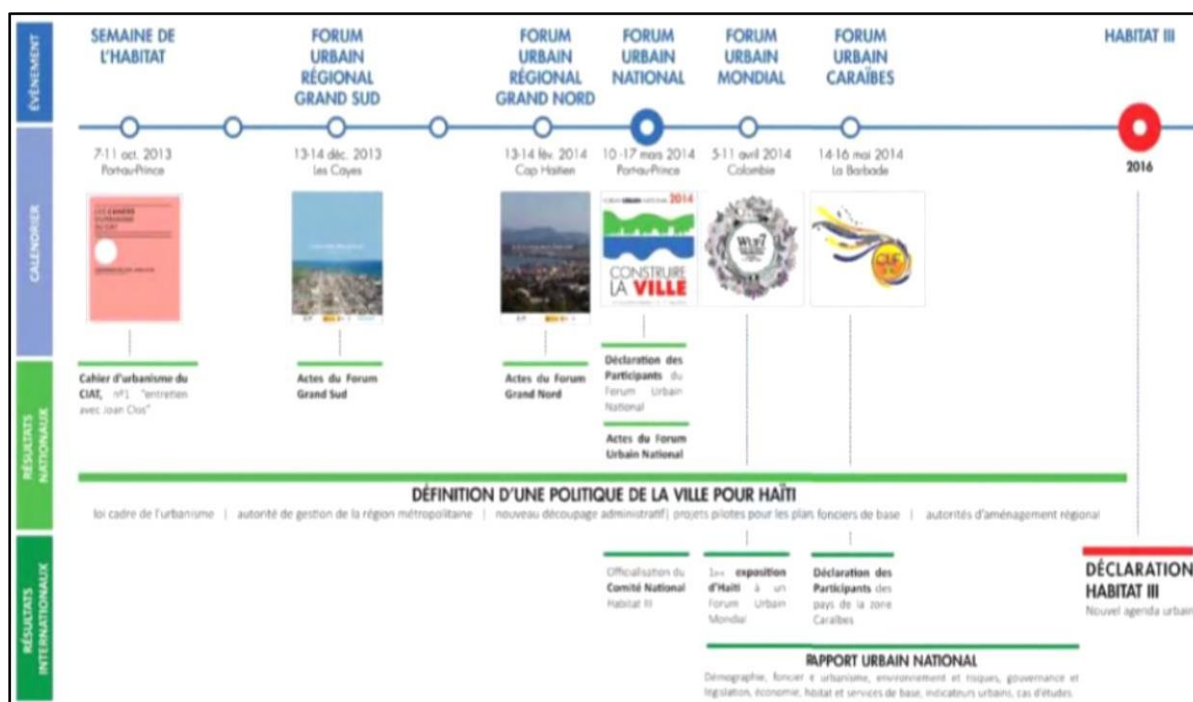 ÉVÈNEMENT
SEMAINE DE
L'HABITAT
FORUM
URBAIN
RÉGIONAL
GRAND SUD
FORUM
URBAIN
RÉGIONAL
GRAND NORD
FORUM
URBAIN
NATIONAL
FORUM
URBAIN
MONDIAL
FORUM
URBAIN
CARAÏBES
HABITAT III
CALENDRIER
7-11 oct. 2013
Port-au-Prince
13-14 déc. 2013
Les Cayes
13-14 fév. 2014
Cap Haïtien
10 -17 mars 2014
Port-au-Prince
5-11 avril 2014
Colombie
14-16 mai 2014
La Barbade
2016
FORUM URBAIN NATIONAL 2014
CONSTRUIRE
LA VILLE
RÉSULTATS
NATIONAUX
Cahier d'urbanisme du
CIAT, nº1 "entretien
avec Joan Clos"
Actes du Forum
Grand Sud
Actes du Forum
Grand Nord
Déclaration des
Participants du
Forum Urbain
National
Actes du Forum
Urbain National
DÉFINITION D'UNE POLITIQUE DE LA VILLE POUR HAÏTI
loi cadre de l'urbanisme | autorité de gestion de la région métropolitaine | nouveau découpage administratif| projets pilotes pour les plan fonciers de base | autorités d'aménagement régional
RÉSULTATS
INTERNATIONAUX
Officialisation du
Comité National
Habitat III
exposition
d'Haïti à un
Forum Urbain
Mondial
Déclaration des
Participants des
pays de la zone
Caraïbes
DÉCLARATION
HABITAT III
Nouvel agenda urbain
RAPPORT URBAIN NATIONAL
Démographie, foncier e urbanisme, environnement et risques, gouvernance et
législation, économie, habitat et services de base, indicateurs urbains, cas d'études